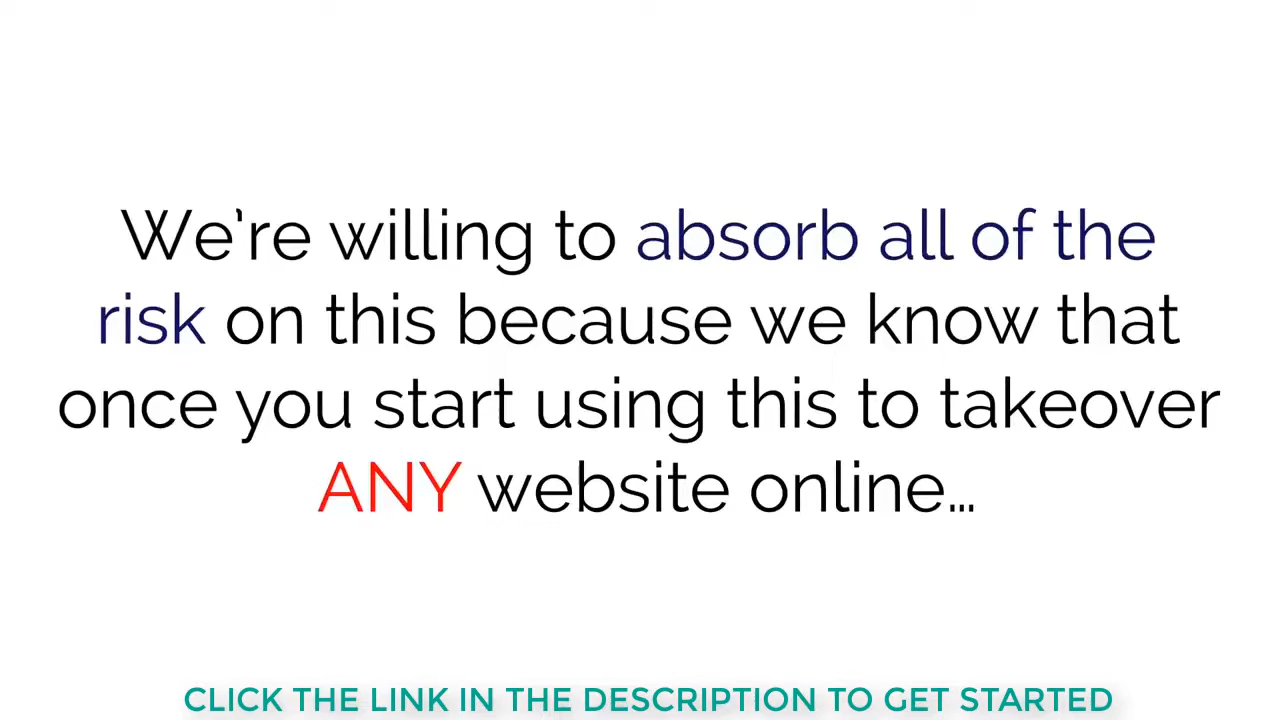 We're willing to absorb all of the
risk on this because we know that
once you start using this to takeover
ANY website online...
CLICK THE LINK IN THE DESCRIPTION TO GET STARTED